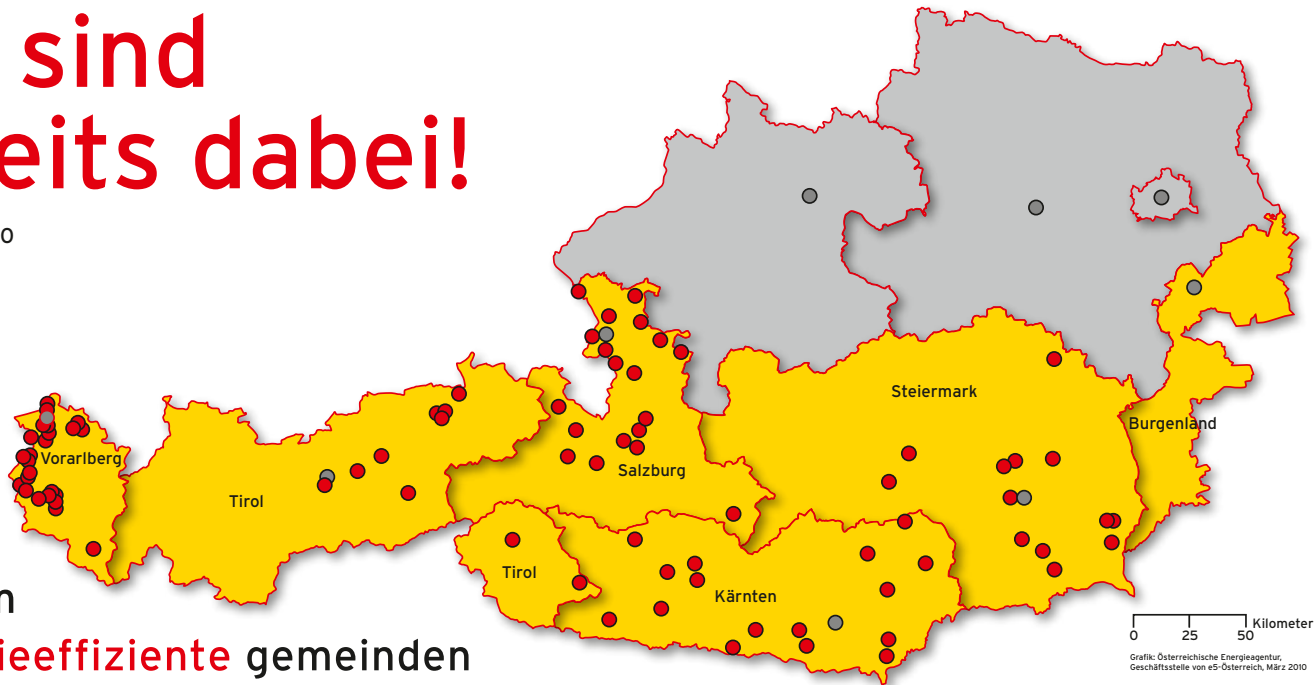 sind
eits dabei!
o
Steiermark
Burgenland
Vorarlberg
Salzburg
Tirol
Tirol
Kärnten
n
ieeffiziente gemeinden
Kilometer
0 25 50
Grafik: Österreichische Energieagentur,
Geschäftsstelle von e5-Österreich, März 2010